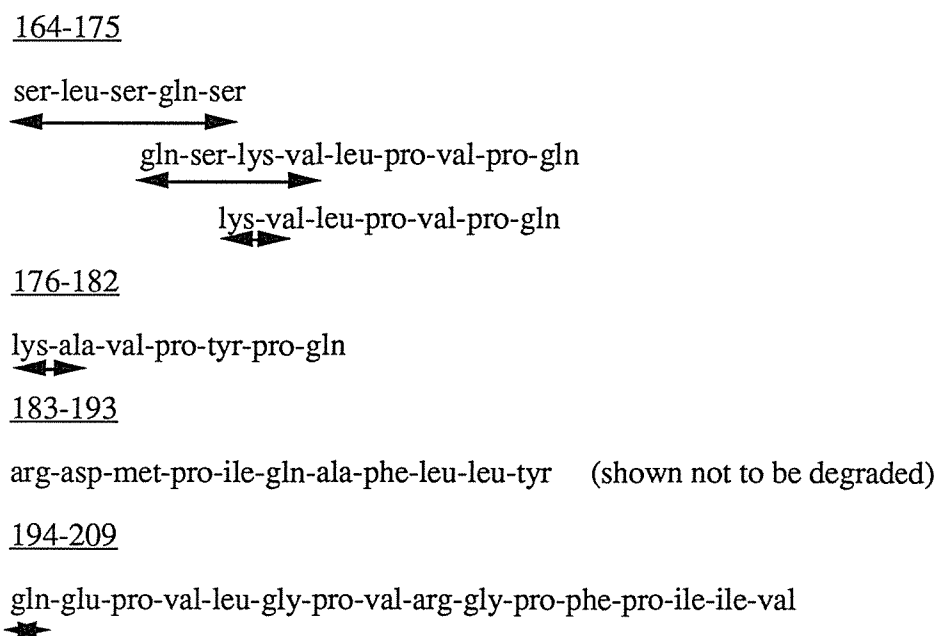 164-175
ser-leu-ser-gln-ser
gln-ser-lys-val-leu-pro-val-pro-gln
lys-val-leu-pro-val-pro-gln
176-182
lys-ala-val-pro-tyr-pro-gln
183-193
arg-asp-met-pro-ile-gln-ala-phe-leu-leu-tyr (shown not to be degraded)
194-209
gln-glu-pro-val-leu-gly-pro-val-arg-gly-pro-phe-pro-ile-ile-val